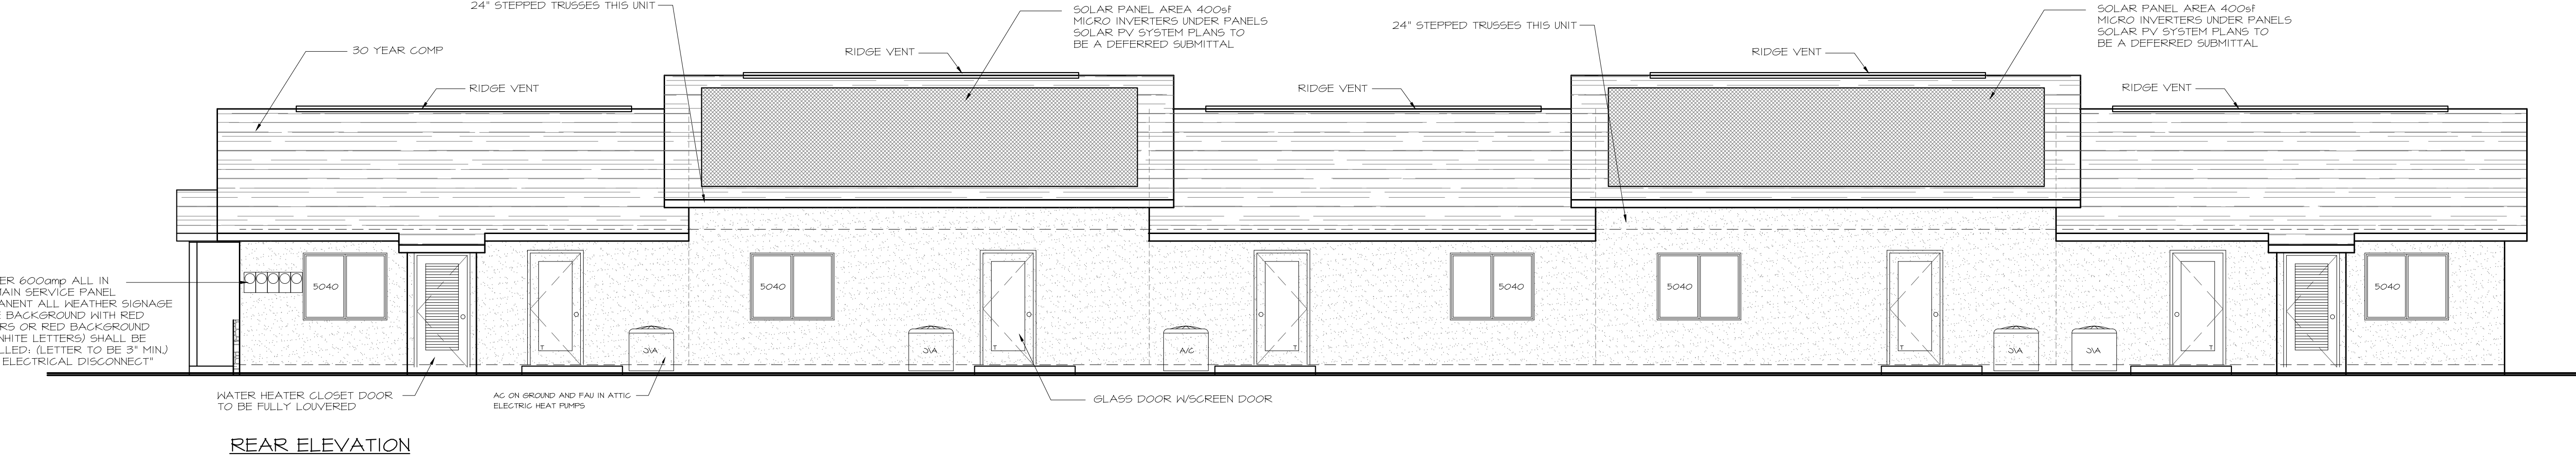 24" STEPPED TRUSSES THIS UNIT
SOLAR PANEL AREA 400sf
MICRO INVERTERS UNDER PANELS
SOLAR PV SYSTEM PLANS TO
BE A DEFERRED SUBMITTAL
24" STEPPED TRUSSES THIS UNIT
SOLAR PANEL AREA 400sf
MICRO INVERTERS UNDER PANELS
SOLAR PV SYSTEM PLANS TO
BE A DEFERRED SUBMITTAL
30 YEAR COMP
RIDGE VENT
RIDGE VENT
RIDGE VENT
RIDGE VENT
RIDGE VENT
ER 600amp ALL IN
MAIN SERVICE PANEL
ANENT ALL WEATHER SIGNAGE
E BACKGROUND WITH RED
RS OR RED BACKGROUND
WHITE LETTERS) SHALL BE
LLED: (LETTER TO BE 3" MIN.)
ELECTRICAL DISCONNECT"
5040
5040
5040
5040
5040
T
T
T
T
T
A/C
A/C
A/C
A/C
A/C
WATER HEATER CLOSET DOOR
TO BE FULLY LOUVERED
AC ON GROUND AND FAU IN ATTIC
ELECTRIC HEAT PUMPS
GLASS DOOR W/SCREEN DOOR
REAR ELEVATION